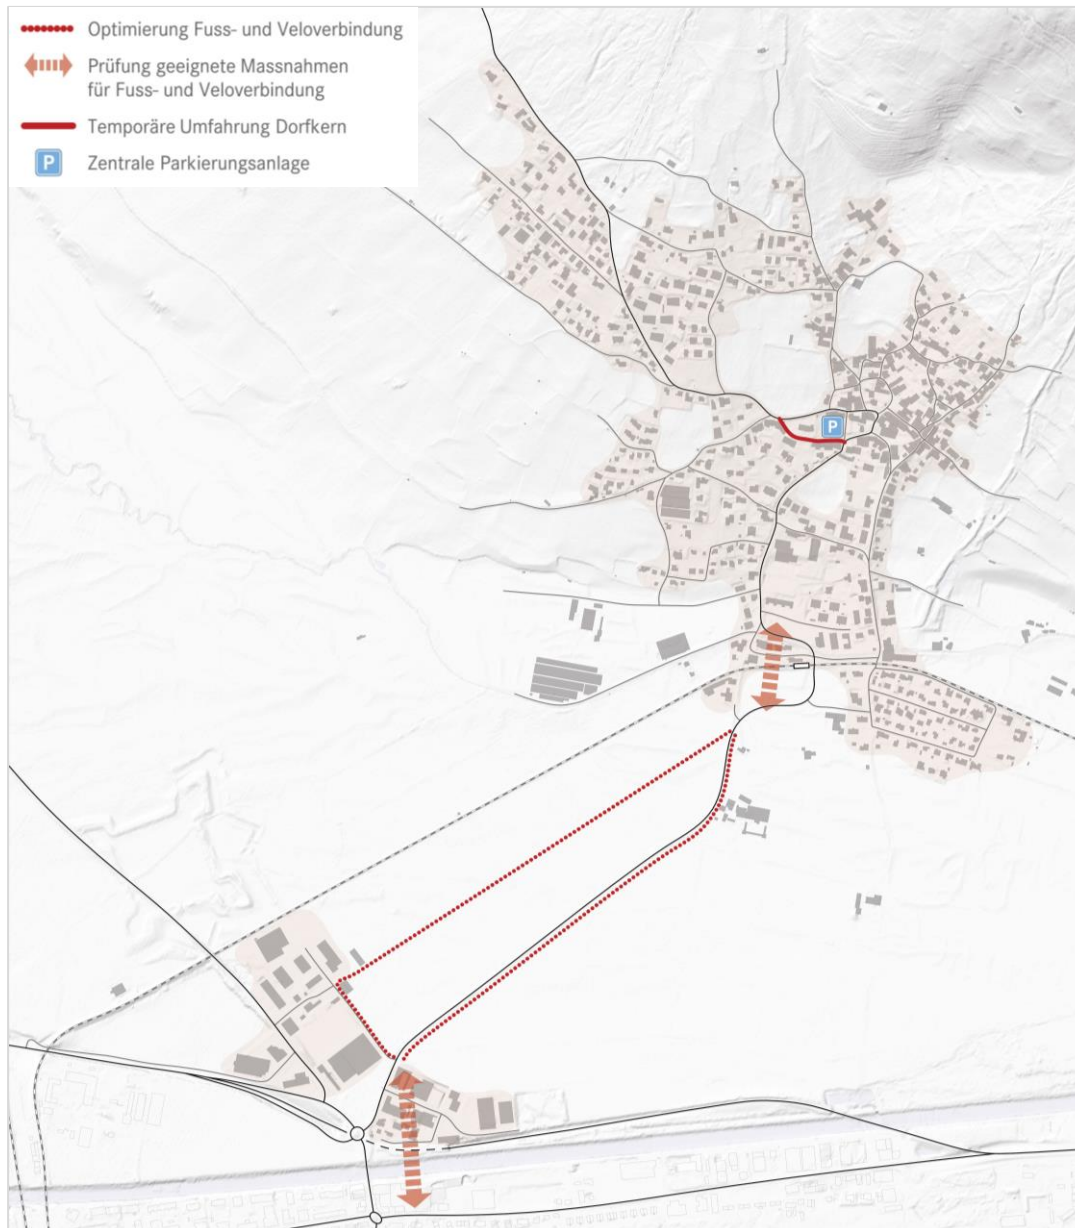 Optimierung Fuss- und Veloverbindung
Prüfung geeignete Massnahmen
für Fuss- und Veloverbindung
Temporäre Umfahrung Dorfkern
P Zentrale Parkierungsanlage
P